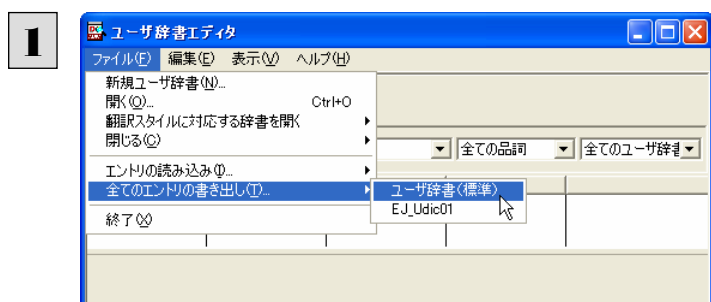 1
ユーザ辞書エディタ
ファイル(F) 編集(E) 表示(V) ヘルプ(H)
新規ユーザ辞書(N)...
開く(O)... Ctrl+O
翻訳スタイルに対応する辞書を開く
閉じる(C)
全ての品詞 全てのユーザ辞書
エントリの読み込み(I)...
全てのエントリの書き出し(T)...
ユーザ辞書(標準)
EJ_Udic01
終了(X)